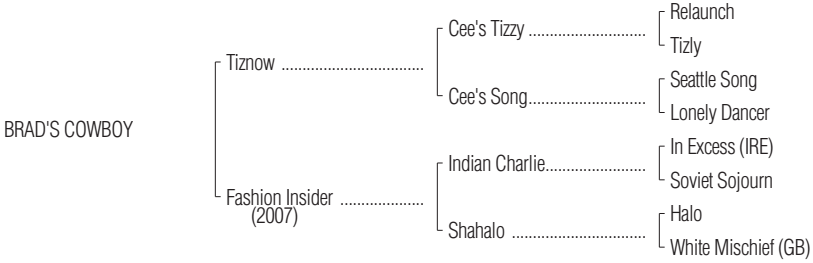 Relaunch
Cee's Tizzy
Tizly
Tiznow
Seattle Song
Cee's Song
Lonely Dancer
BRAD'S COWBOY
In Excess (IRE)
Indian Charlie
Soviet Sojourn
Fashion Insider
(2007)
Halo
Shahalo
White Mischief (GB)